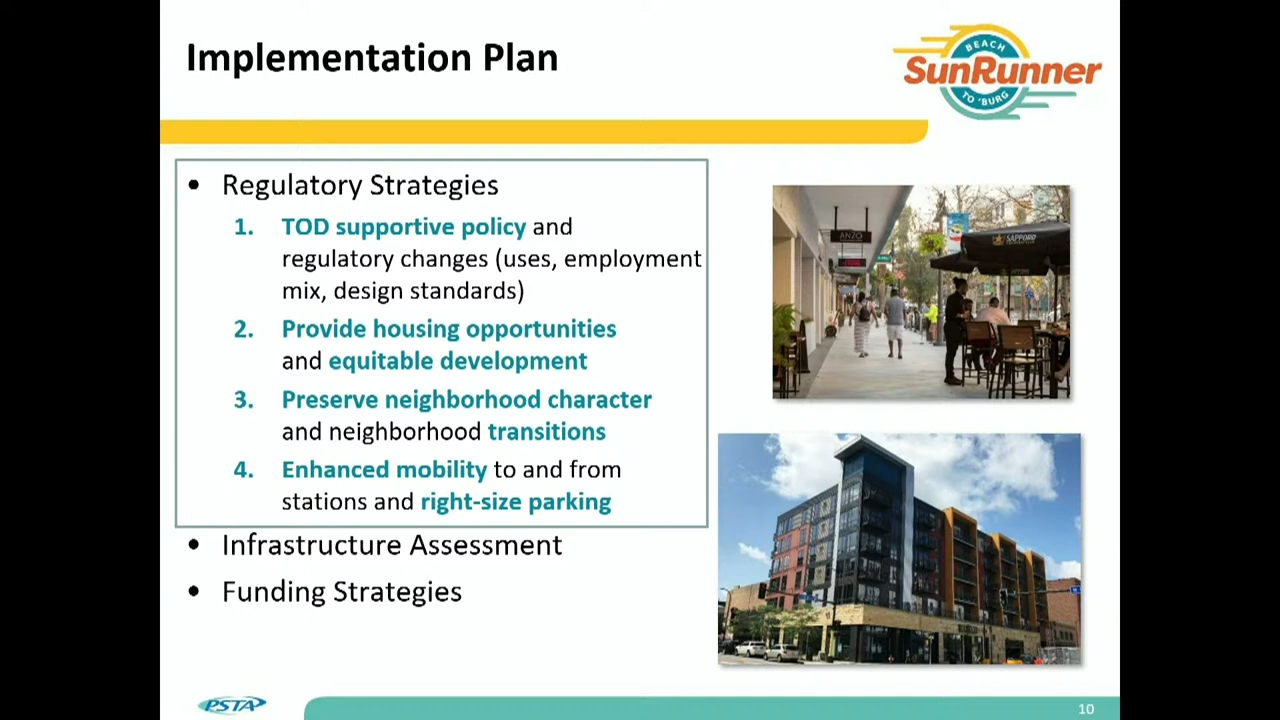 Implementation Plan
BEACH
SunRunner
TO 'BURG
• Regulatory Strategies
1. TOD supportive policy and
regulatory changes (uses, employment
mix, design standards)
2. Provide housing opportunities
and equitable development
3. Preserve neighborhood character
and neighborhood transitions
4. Enhanced mobility to and from
stations and right-size parking
• Infrastructure Assessment
• Funding Strategies
ANZO
SAPPORO
PSTA
10